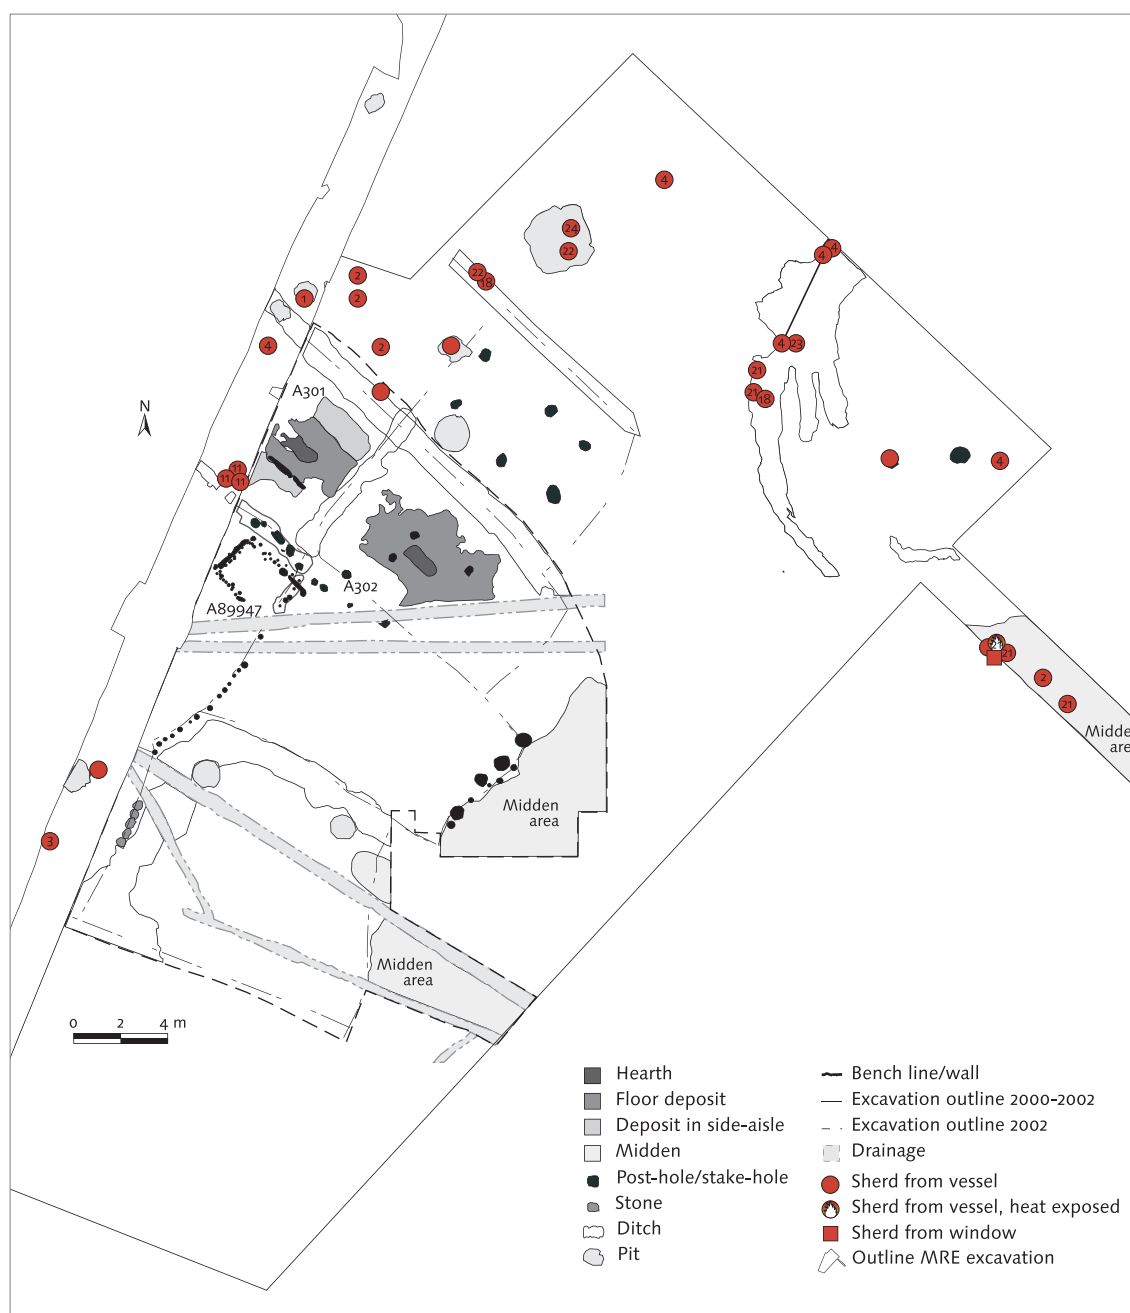 4
4
4
24
22
22
18
2
2
1
4
2
4
23
21
21
18
A301
N
11
11
11
4
A302
A89947
21
21
2
21
Midden
area
Midden
area
3
Midden
area
0 2 4 m
Hearth
Floor deposit
Deposit in side-aisle
Midden
Post-hole/stake-hole
Stone
Ditch
Pit
Bench line/wall
Excavation outline 2000-2002
Excavation outline 2002
Drainage
Sherd from vessel
Sherd from vessel, heat exposed
Sherd from window
Outline MRE excavation